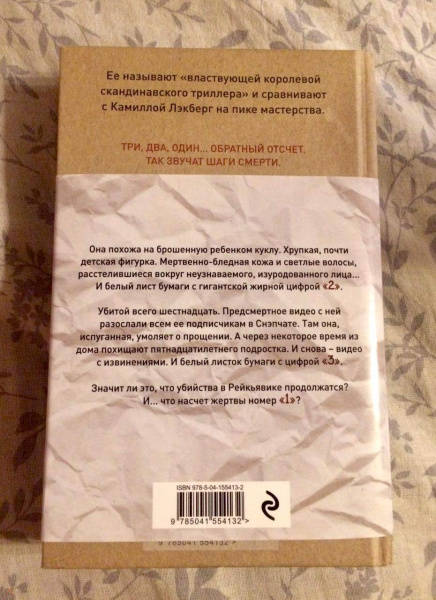 Ее называют «властвующей королевой
скандинавского триллера» и сравнивают
с Камиллой Лэкберг на пике мастерства.
ТРИ, ДВА, ОДИН... ОБРАТНЫЙ ОТСЧЕТ.
ТАК ЗВУЧАТ ШАГИ СМЕРТИ.
Она похожа на брошенную ребенком куклу. Хрупкая, почти
детская фигурка. Мертвенно-бледная кожа и светлые волосы,
расстелившиеся вокруг неузнаваемого, изуродованного лица...
И белый лист бумаги с гигантской жирной цифрой «2».
Убитой всего шестнадцать. Предсмертное видео с ней
разослали всем ее подписчикам в Снэпчате. Там она,
испуганная, умоляет о прощении. А через некоторое время из
дома похищают пятнадцатилетнего подростка. И снова – видео
с извинениями. И белый листок бумаги с цифрой «3».
Значит ли это, что убийства в Рейкьявике продолжатся?
И... что насчет жертвы номер «1»?
ISBN 978-5-04-155413-2
9 785041 554132 >
9 785041 554132 >